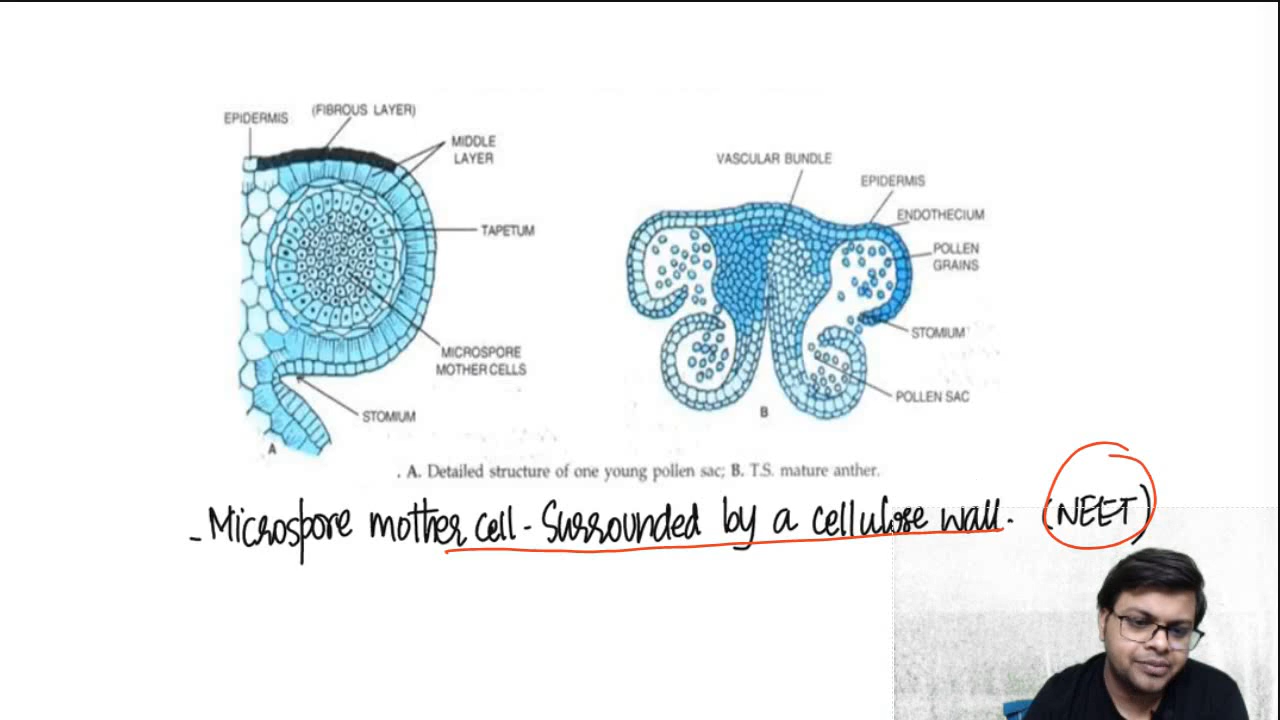 (FIBROUS LAYER)
EPIDERMIS
MIDDLE
LAYER
TAPETUM
MICROSPORE
MOTHER CELLS
STOMIUM
A
VASCULAR BUNDLE
EPIDERMIS
ENDOTHECIUM
POLLEN
GRAINS
STOMIUM
POLLEN SAC
B
. A. Detailed structure of one young pollen sac; B. T.S. mature anther.
- Microspore mother cell - Surrounded by a cellulose wall. (NEET)